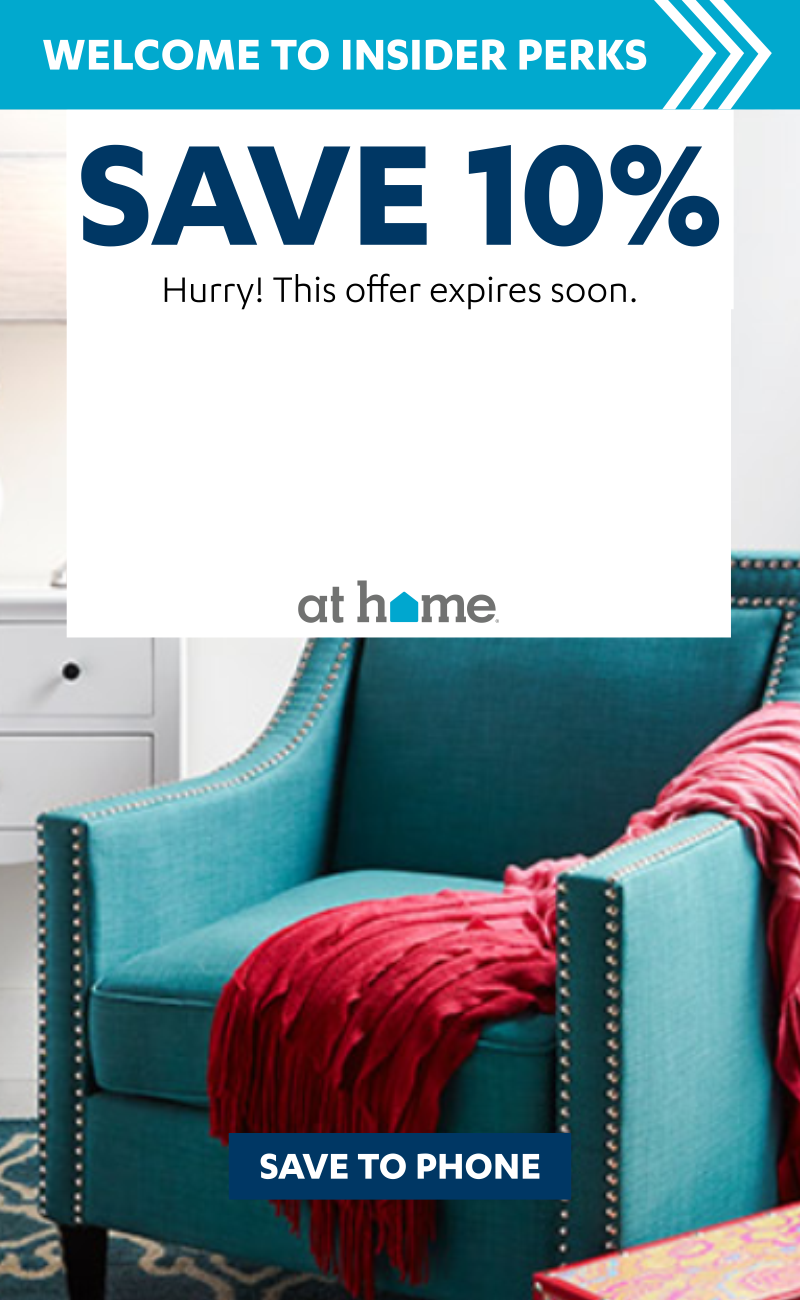 WELCOME TO INSIDER PERKS
SAVE 10%
Hurry! This offer expires soon.
at home
SAVE TO PHONE